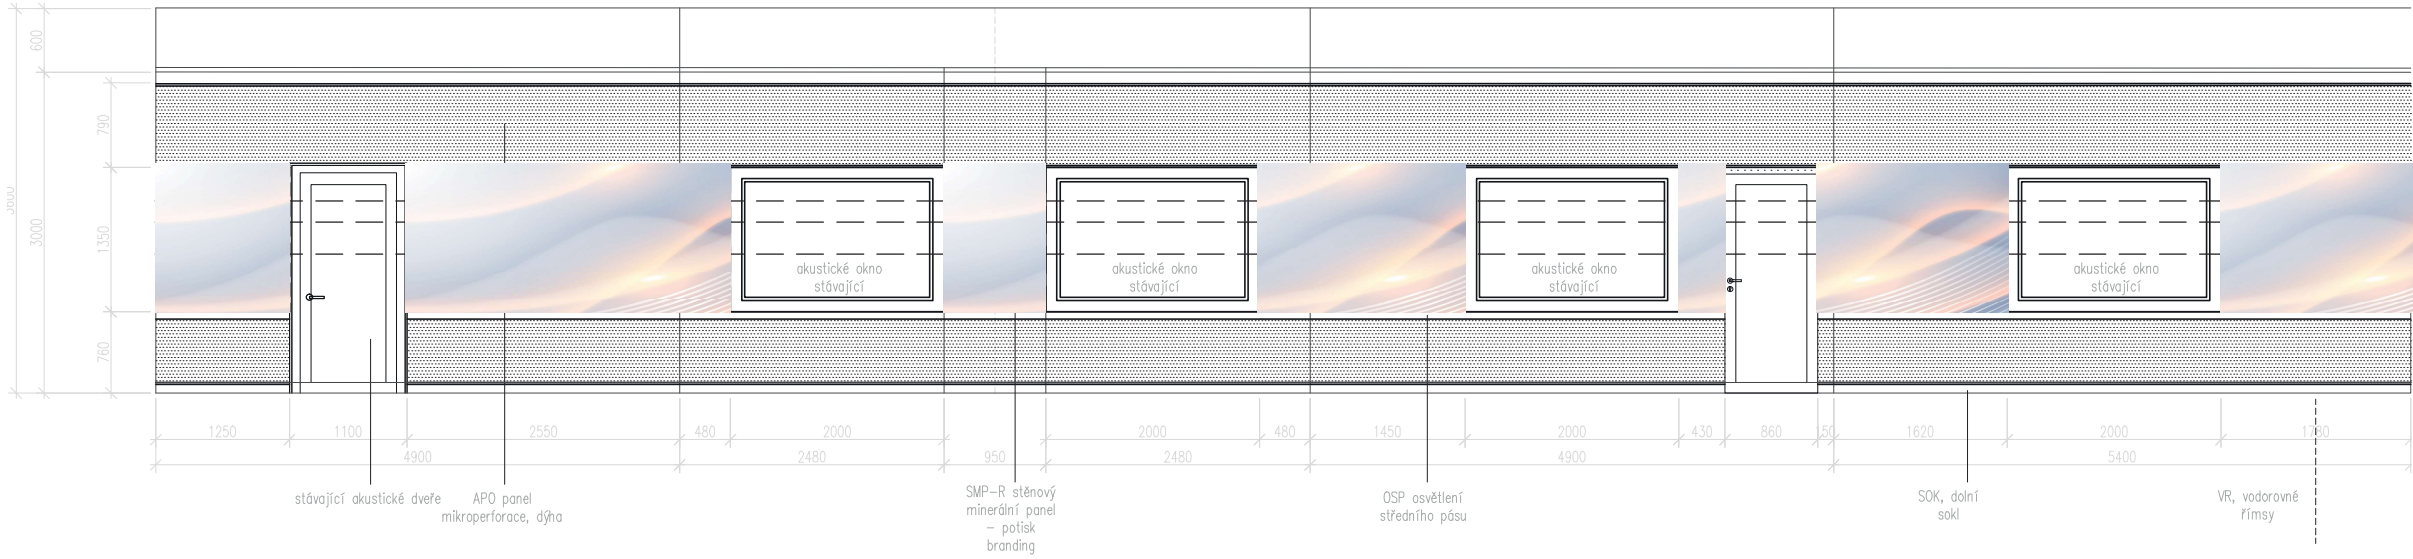 600
790
3600
3000
1350
akustické okno
stávající
akustické okno
stávající
akustické okno
stávající
akustické okno
stávající
760
1250
1100
2550
480
2000
2000
480
1450
2000
430
860
150
1620
2000
1780
4900
2480
950
2480
4900
5400
stávající akustické dveře
APO panel
mikroperforace, dýha
SMP-R stěnový
minerální panel
- potisk
branding
OSP osvětlení
středního pásu
SOK, dolní
sokl
VR, vodorovné
římsy